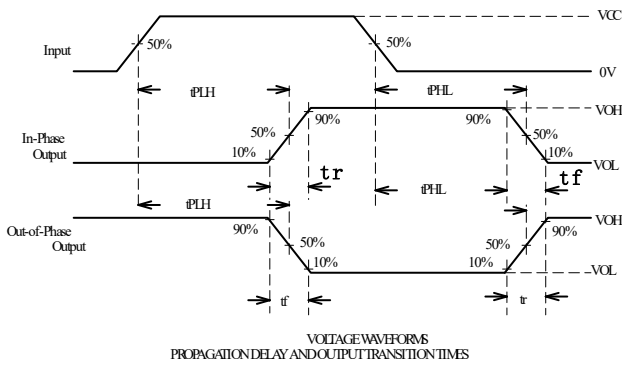 VCC
Input
50%
50%
0V
tPLH
tPHL
VOH
In-Phase
Output
50%
90%
90%
50%
10%
10%
VOL
tr
tf
tPLH
tPHL
VOH
Out-of-Phase
Output
90%
90%
50%
50%
10%
10%
VOL
tf
tr
VOLTAGE WAVEFORMS
PROPAGATION DELAY AND OUTPUT TRANSITION TIMES